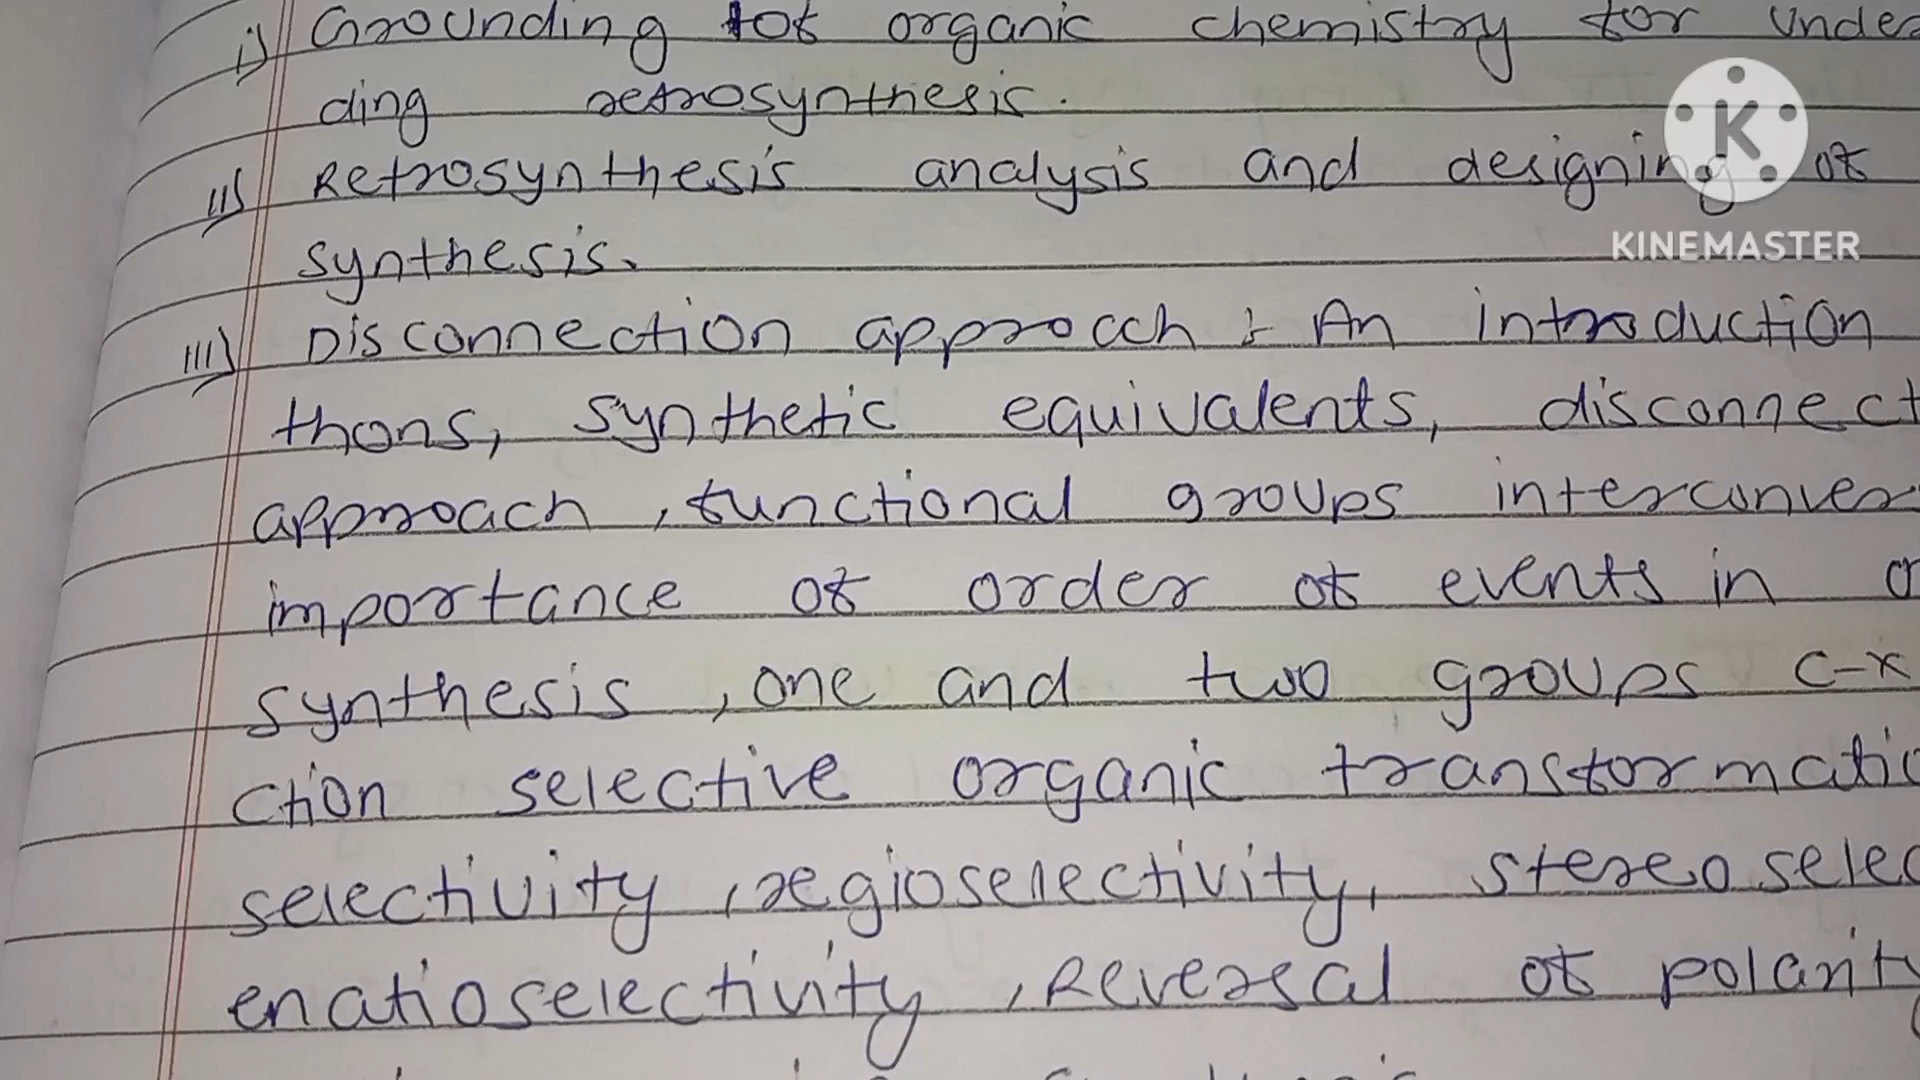 i) Grounding of organic chemistry for unde
ding retrosynthesis.
ii) Retrosynthesis analysis and designing of
synthesis.
iii) Disconnection approach :- An introduction
thons, synthetic equivalents, disconnect
approach, functional groups interconver
importance of order of events in o
synthesis, one and two groups c-x
ction selective organic transformatio
selectivity, regioselectivity, stereoselec
enatioselectivity, Reversal of polarity
K
KINEMASTER